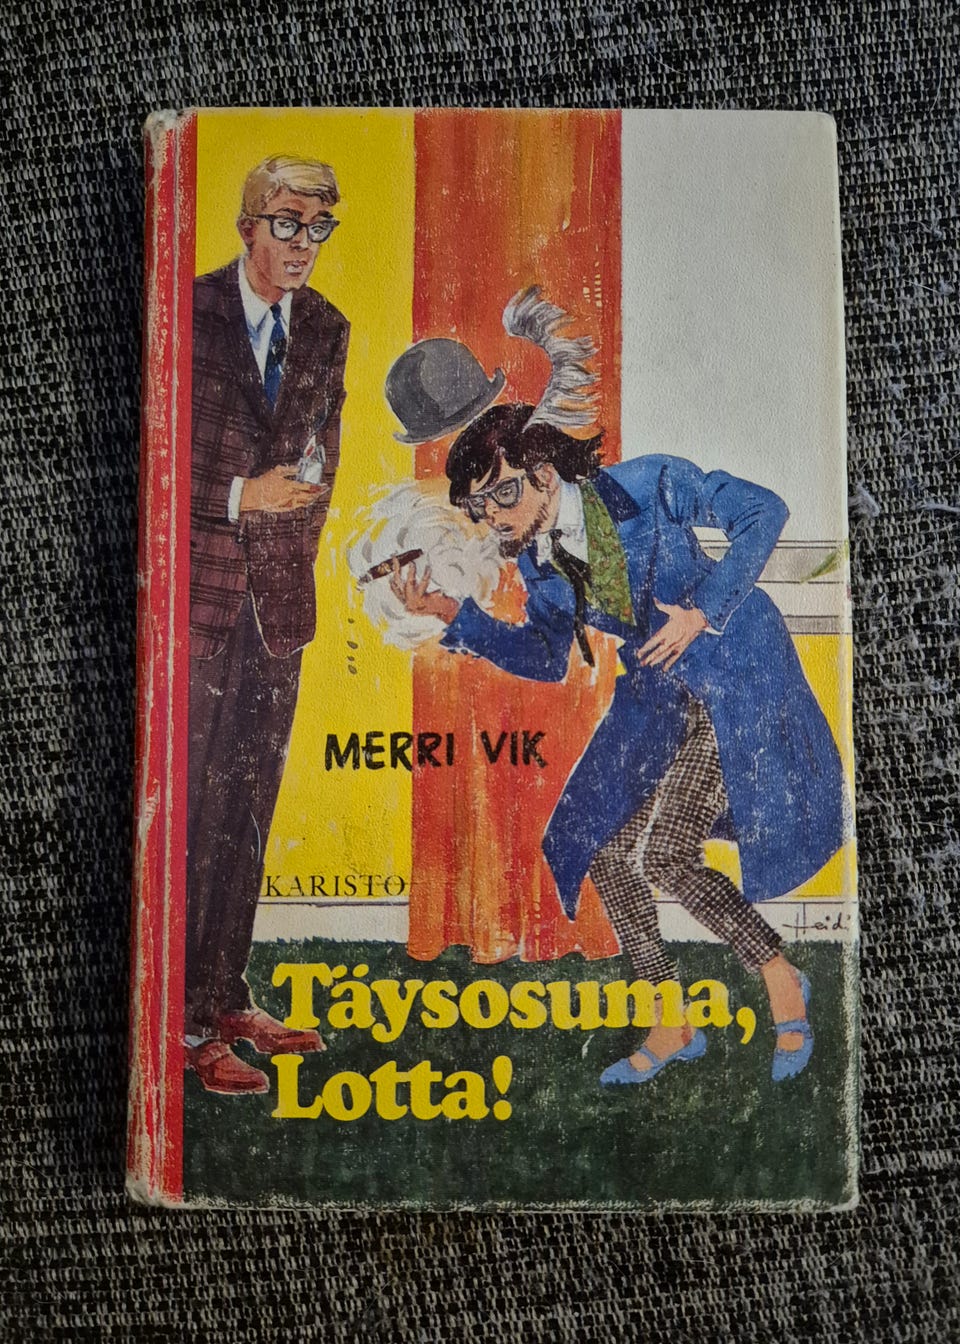 MERRI VIK
KARISTO
Heidi
Täysosuma,
Lotta!